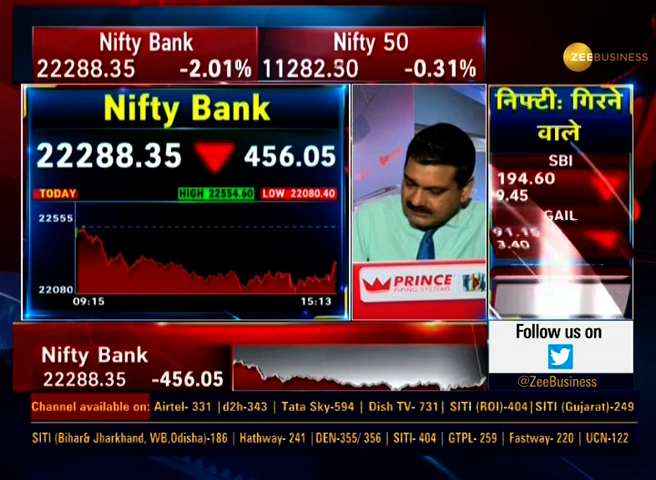 Nifty Bank
22288.35 -2.01%
Nifty 50
11282.50 -0.31%
ZEEBUSINESS
Nifty Bank
22288.35 456.05
TODAY
HIGH 22554.60 LOW 22080.40
22555
22080
09:15 15:13
PRINCE
PIPING SYSTEMS
निफ्टी: गिरने
वाले
SBI
194.60
9.45
GAIL
91.15
3.40
Nifty Bank
22288.35 -456.05
Follow us on
@ZeeBusiness
Channel available on: Airtel- 331 |d2h-343 | Tata Sky-594 | Dish TV- 731| SITI (ROI)-404| SITI (Gujarat)-249
SITI (Bihar& Jharkhand, WB,Odisha)-186 | Hathway- 241 |DEN-355/ 356 | SITI- 404 | GTPL- 259 | Fastway- 220 | UCN-122